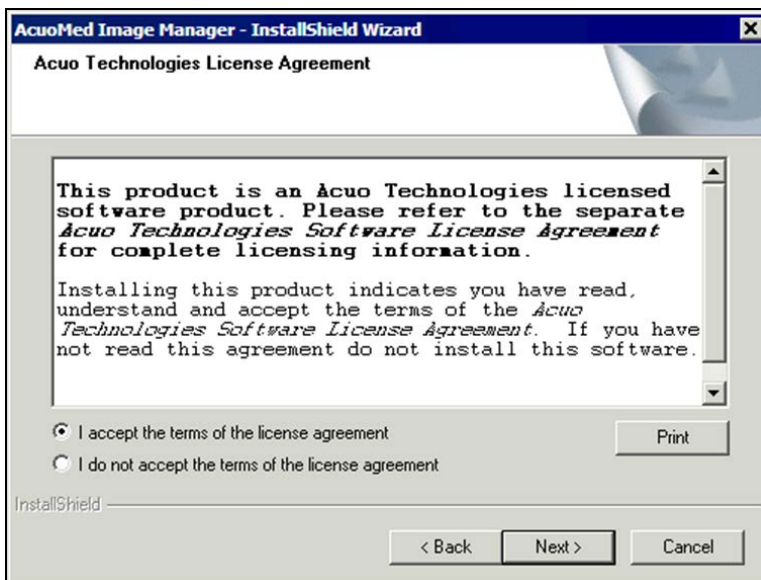 AcuoMed Image Manager - InstallShield Wizard
Acuo Technologies License Agreement
This product is an Acuo Technologies licensed
software product. Please refer to the separate
Acuo Technologies Software License Agreement
for complete licensing information.
Installing this product indicates you have read,
understand and accept the terms of the Acuo
Technologies Software License Agreement. If you have
not read this agreement do not install this software.
I accept the terms of the license agreement
Print
I do not accept the terms of the license agreement
InstallShield
< Back Next > Cancel